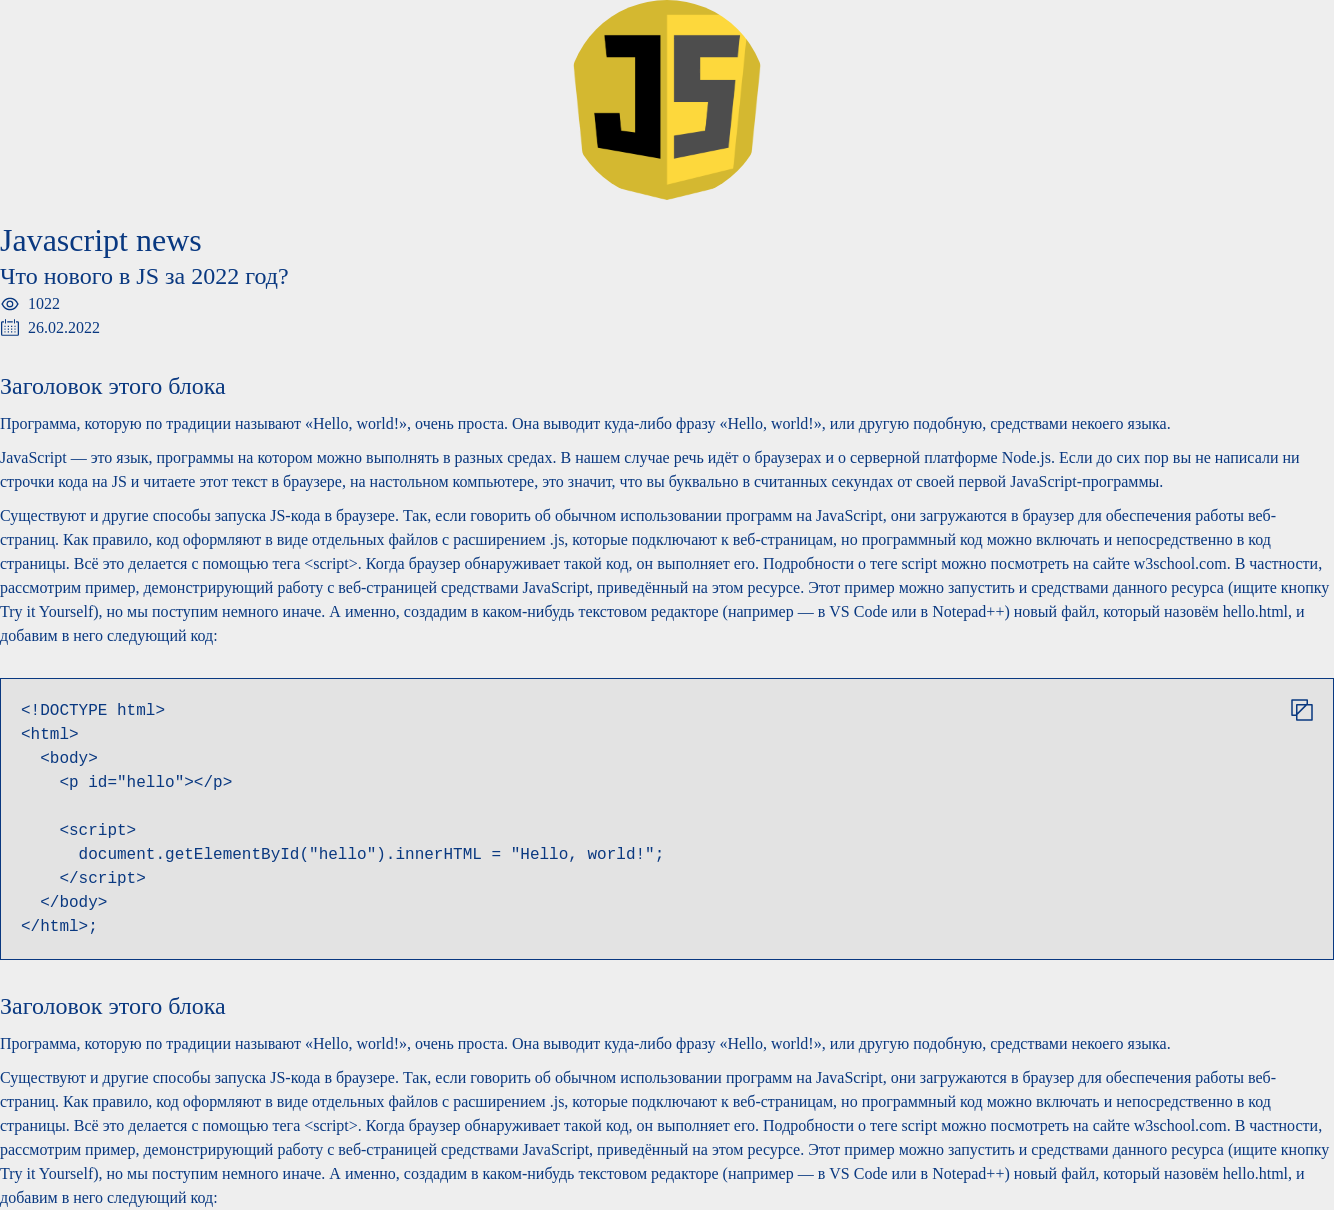 JS
Javascript news
Что нового в JS за 2022 год?
1022
26.02.2022
Заголовок этого блока
Программа, которую по традиции называют «Hello, world!», очень проста. Она выводит куда-либо фразу «Hello, world!», или другую подобную, средствами некоего языка.
JavaScript — это язык, программы на котором можно выполнять в разных средах. В нашем случае речь идёт о браузерах и о серверной платформе Node.js. Если до сих пор вы не написали ни
строчки кода на JS и читаете этот текст в браузере, на настольном компьютере, это значит, что вы буквально в считанных секундах от своей первой JavaScript-программы.
Существуют и другие способы запуска JS-кода в браузере. Так, если говорить об обычном использовании программ на JavaScript, они загружаются в браузер для обеспечения работы веб-
страниц. Как правило, код оформляют в виде отдельных файлов с расширением .js, которые подключают к веб-страницам, но программный код можно включать и непосредственно в код
страницы. Всё это делается с помощью тега <script>. Когда браузер обнаруживает такой код, он выполняет его. Подробности о теге script можно посмотреть на сайте w3school.com. В частности,
рассмотрим пример, демонстрирующий работу с веб-страницей средствами JavaScript, приведённый на этом ресурсе. Этот пример можно запустить и средствами данного ресурса (ищите кнопку
Try it Yourself), но мы поступим немного иначе. А именно, создадим в каком-нибудь текстовом редакторе (например — в VS Code или в Notepad++) новый файл, который назовём hello.html, и
добавим в него следующий код:
<!DOCTYPE html>
<html>
  <body>
    <p id="hello"></p>

    <script>
      document.getElementById("hello").innerHTML = "Hello, world!";
    </script>
  </body>
</html>;
Заголовок этого блока
Программа, которую по традиции называют «Hello, world!», очень проста. Она выводит куда-либо фразу «Hello, world!», или другую подобную, средствами некоего языка.
Существуют и другие способы запуска JS-кода в браузере. Так, если говорить об обычном использовании программ на JavaScript, они загружаются в браузер для обеспечения работы веб-
страниц. Как правило, код оформляют в виде отдельных файлов с расширением .js, которые подключают к веб-страницам, но программный код можно включать и непосредственно в код
страницы. Всё это делается с помощью тега <script>. Когда браузер обнаруживает такой код, он выполняет его. Подробности о теге script можно посмотреть на сайте w3school.com. В частности,
рассмотрим пример, демонстрирующий работу с веб-страницей средствами JavaScript, приведённый на этом ресурсе. Этот пример можно запустить и средствами данного ресурса (ищите кнопку
Try it Yourself), но мы поступим немного иначе. А именно, создадим в каком-нибудь текстовом редакторе (например — в VS Code или в Notepad++) новый файл, который назовём hello.html, и
добавим в него следующий код: